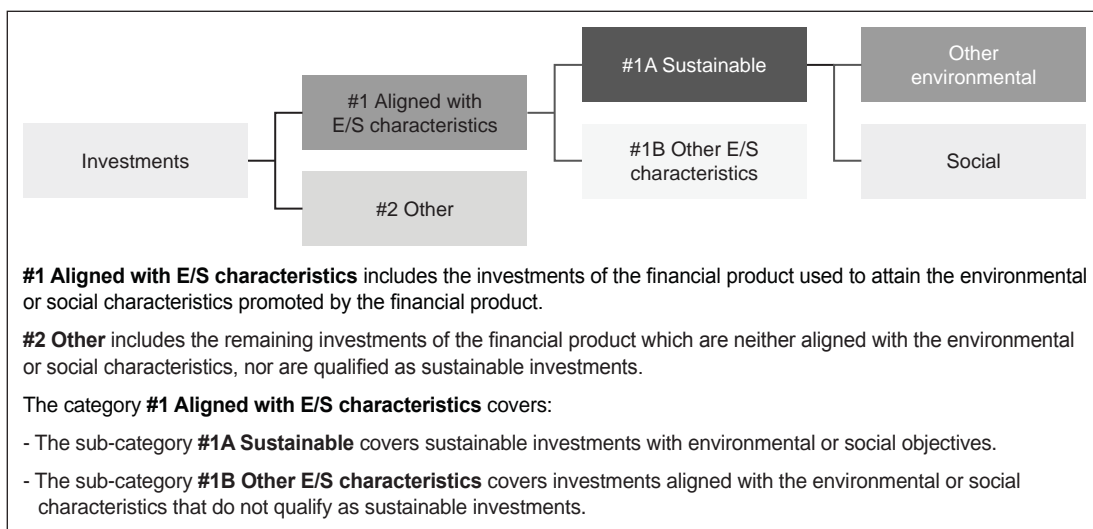 Investments
#1 Aligned with
E/S characteristics
#2 Other
#1A Sustainable
#1B Other E/S
characteristics
Other
environmental
Social
#1 Aligned with E/S characteristics includes the investments of the financial product used to attain the environmental
or social characteristics promoted by the financial product.
#2 Other includes the remaining investments of the financial product which are neither aligned with the environmental
or social characteristics, nor are qualified as sustainable investments.
The category #1 Aligned with E/S characteristics covers:
- The sub-category #1A Sustainable covers sustainable investments with environmental or social objectives.
- The sub-category #1B Other E/S characteristics covers investments aligned with the environmental or social
characteristics that do not qualify as sustainable investments.